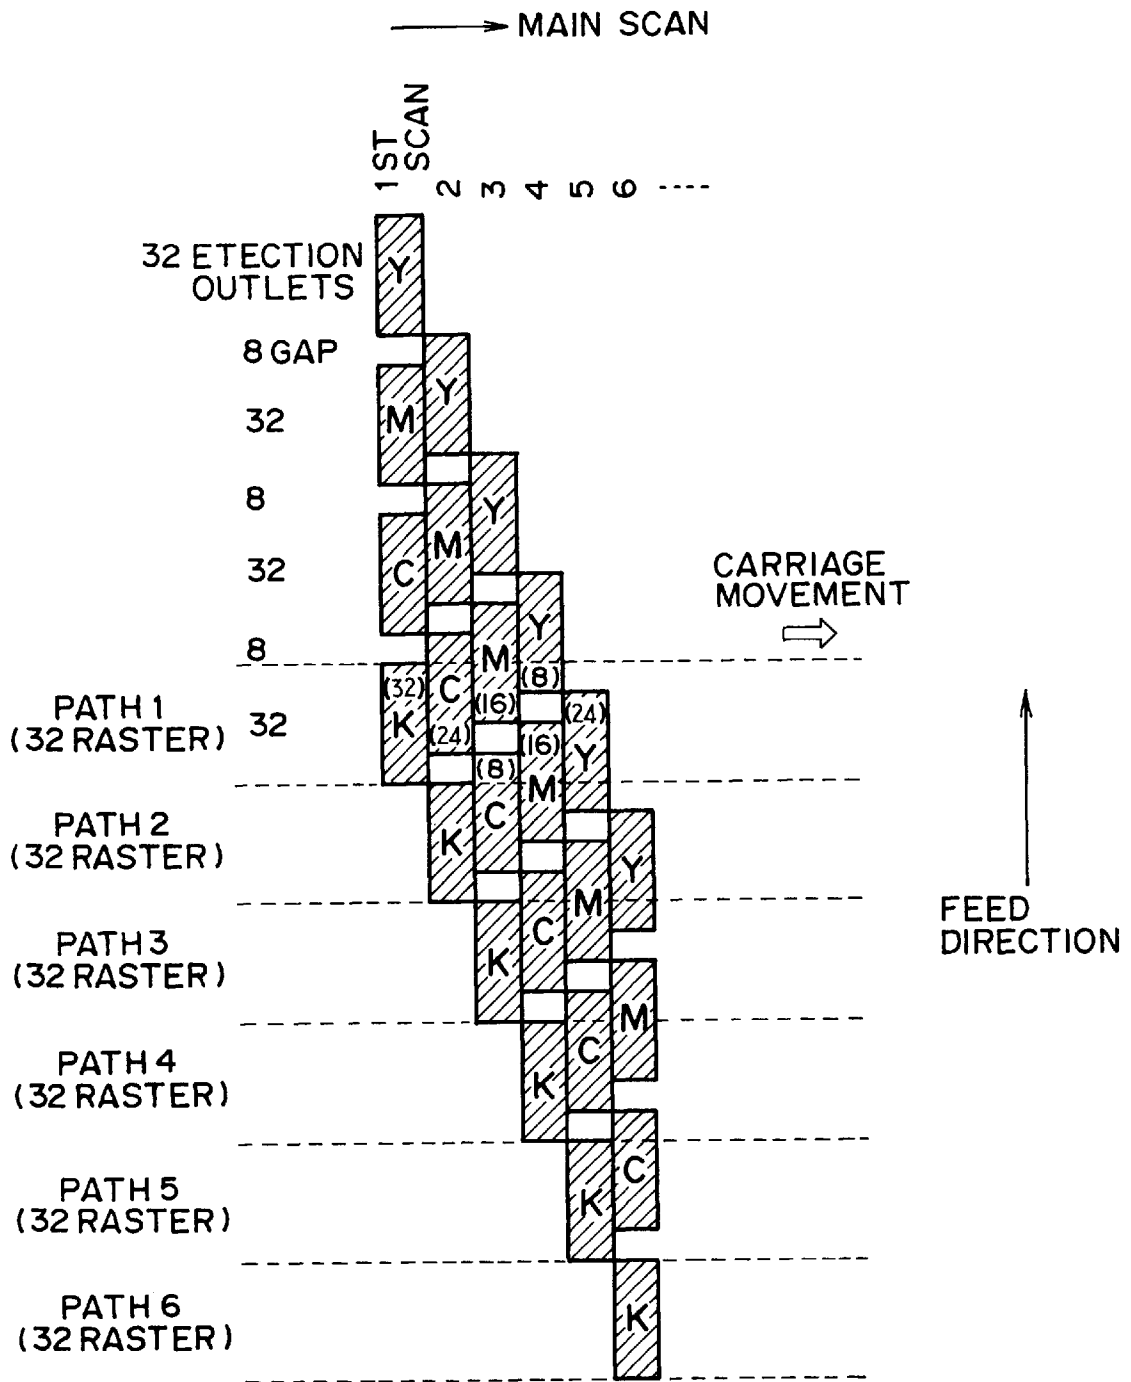 MAIN SCAN
1ST SCAN
2 3 4 5 6 ----
32 ETECTION
OUTLETS
Y
8 GAP
Y
M
32
8
Y
M
32
C
CARRIAGE
MOVEMENT
Y
8
M
C
(8)
(32)
(16)
(24)
PATH 1
(32 RASTER)
32
K
(24)
(16)
Y
(8)
M
PATH 2
(32 RASTER)
C
K
Y
M
FEED
DIRECTION
C
PATH 3
(32 RASTER)
K
M
C
PATH 4
(32 RASTER)
K
C
PATH 5
(32 RASTER)
K
PATH 6
(32 RASTER)
K